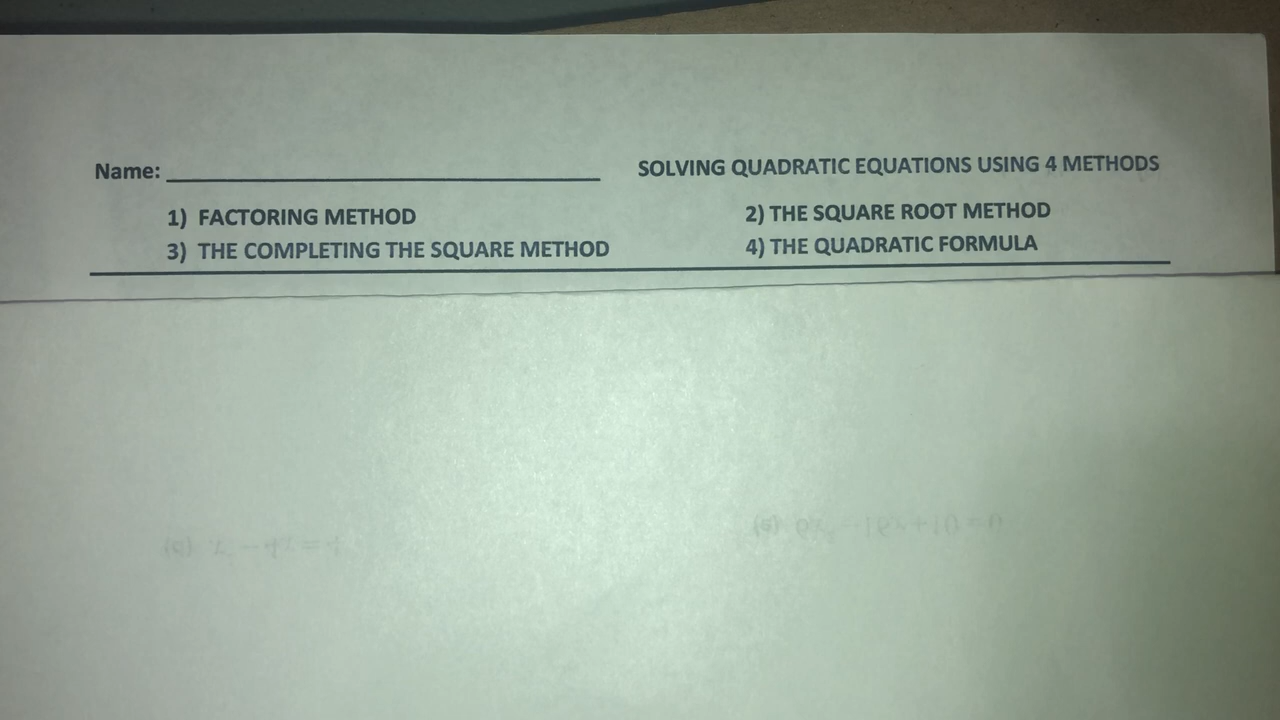 Name: ____________ SOLVING QUADRATIC EQUATIONS USING 4 METHODS
1) FACTORING METHOD 2) THE SQUARE ROOT METHOD
3) THE COMPLETING THE SQUARE METHOD 4) THE QUADRATIC FORMULA